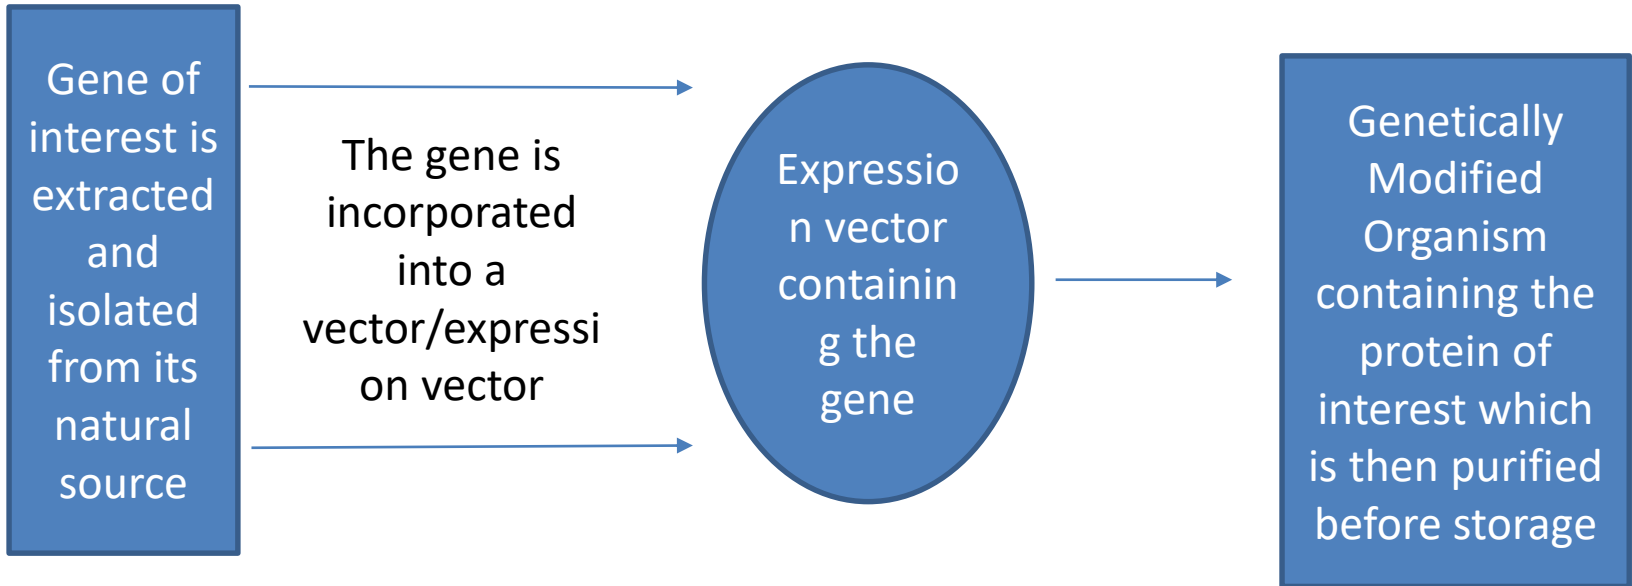 Gene of
interest is
extracted
and
isolated
from its
natural
source
The gene is
incorporated
into a
vector/expressi
on vector
Expressio
n vector
containin
g the
gene
Genetically
Modified
Organism
containing the
protein of
interest which
is then purified
before storage